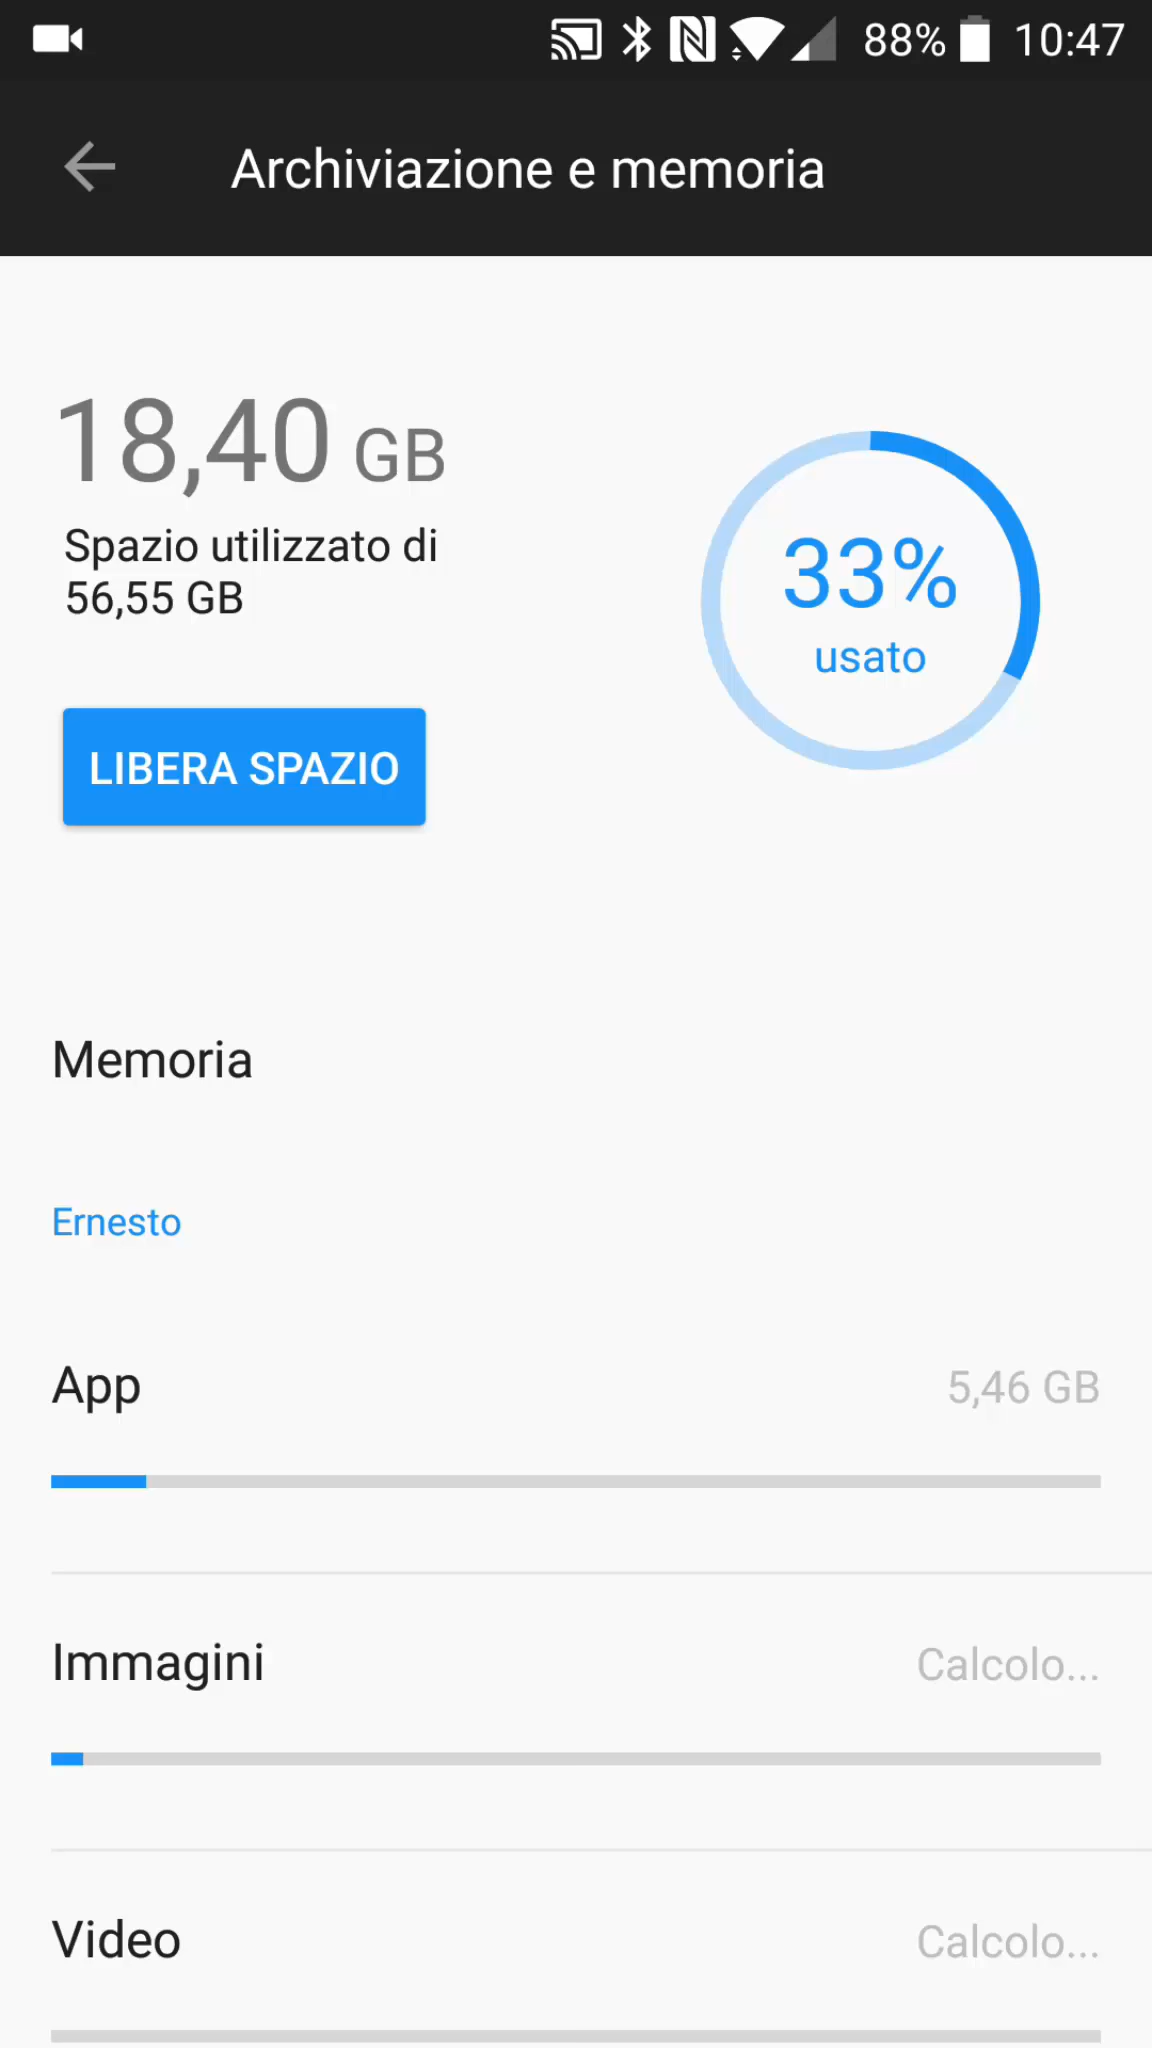 88% 10:47
Archiviazione e memoria
18,40 GB
Spazio utilizzato di
56,55 GB
33%
usato
LIBERA SPAZIO
Memoria
Ernesto
App 5,46 GB
Immagini Calcolo...
Video Calcolo...